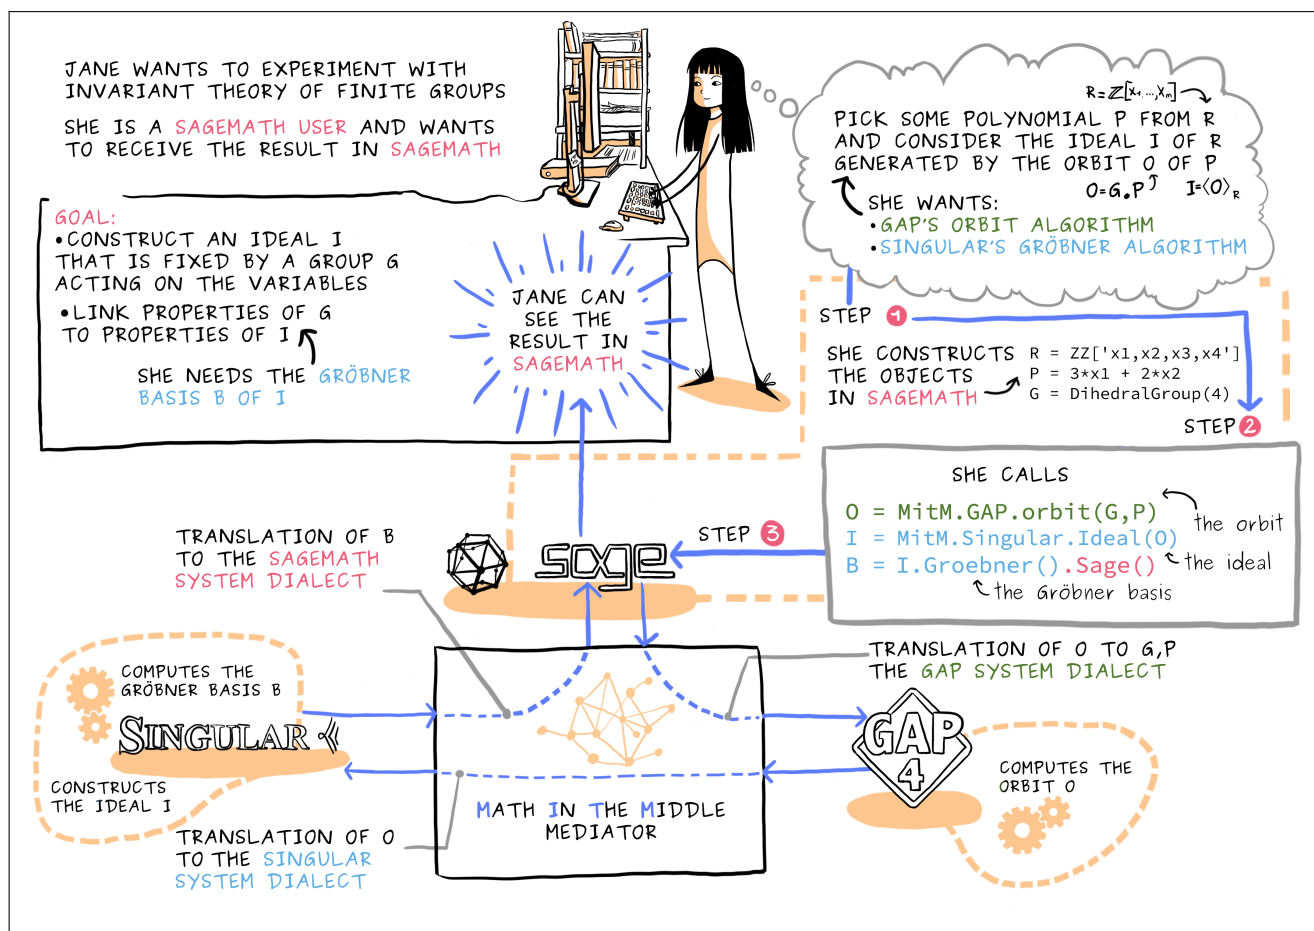 JANE WANTS TO EXPERIMENT WITH
INVARIANT THEORY OF FINITE GROUPS
SHE IS A SAGEMATH USER AND WANTS
TO RECEIVE THE RESULT IN SAGEMATH
R=ℤ[X1,...,Xm]
PICK SOME POLYNOMIAL P FROM R
AND CONSIDER THE IDEAL I OF R
GENERATED BY THE ORBIT O OF P
O=G.P I=⟨O⟩R
SHE WANTS:
•GAP'S ORBIT ALGORITHM
•SINGULAR'S GRÖBNER ALGORITHM
GOAL:
•CONSTRUCT AN IDEAL I
THAT IS FIXED BY A GROUP G
ACTING ON THE VARIABLES
•LINK PROPERTIES OF G
TO PROPERTIES OF I
SHE NEEDS THE GRÖBNER
BASIS B OF I
JANE CAN
SEE THE
RESULT IN
SAGEMATH
STEP 1
SHE CONSTRUCTS
THE OBJECTS
IN SAGEMATH
R = ZZ['x1,x2,x3,x4']
P = 3*x1 + 2*x2
G = DihedralGroup(4)
STEP 2
SHE CALLS
O = MitM.GAP.orbit(G,P)
the orbit
I = MitM.Singular.Ideal(O)
the ideal
B = I.Groebner().Sage()
the Gröbner basis
STEP 3
sage
TRANSLATION OF B
TO THE SAGEMATH
SYSTEM DIALECT
TRANSLATION OF O TO G,P
THE GAP SYSTEM DIALECT
COMPUTES THE
GRÖBNER BASIS B
SINGULAR
CONSTRUCTS
THE IDEAL I
GAP
4
COMPUTES THE
ORBIT O
MATH IN THE MIDDLE
MEDIATOR
TRANSLATION OF O
TO THE SINGULAR
SYSTEM DIALECT